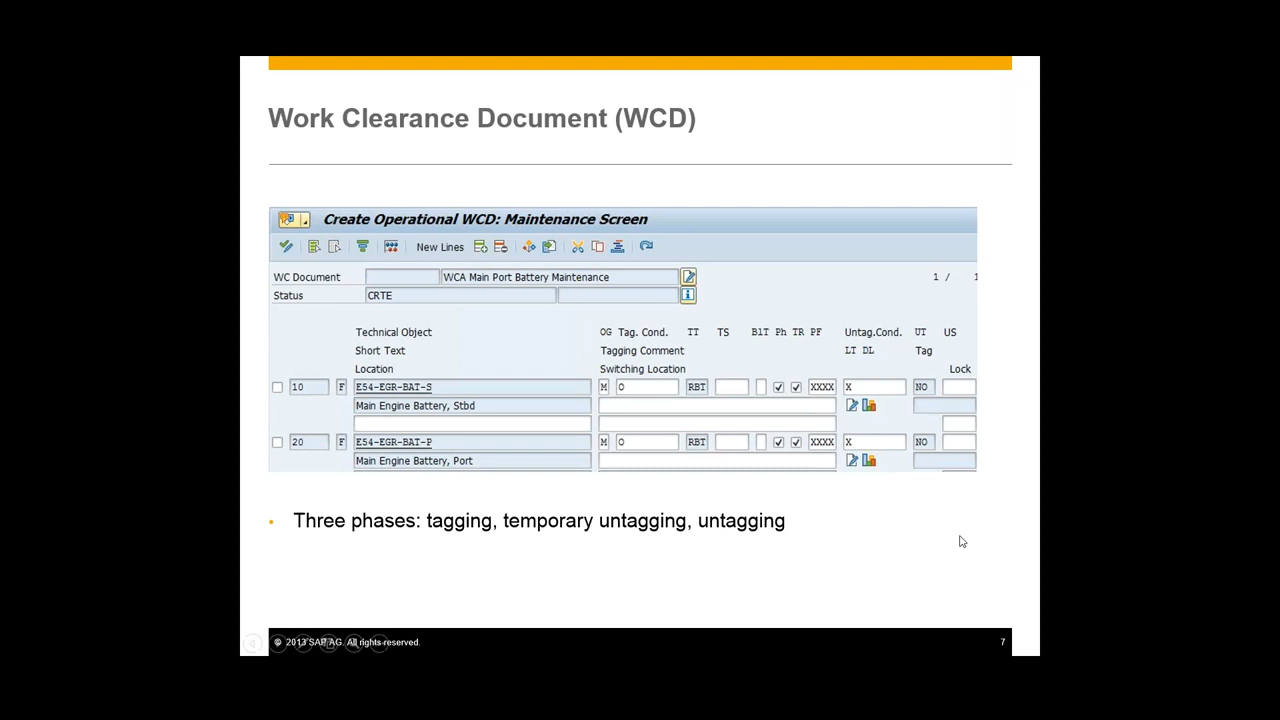 Work Clearance Document (WCD)
Create Operational WCD: Maintenance Screen
New Lines
WC Document WCA Main Port Battery Maintenance 1 / 1
Status CRTE
Technical Object OG Tag. Cond. TT TS BlT Ph TR PF Untag.Cond. UT US
Short Text Tagging Comment LT DL Tag
Location Switching Location Lock
10 F E54-EGR-BAT-S M O RBT XXXX X NO
Main Engine Battery, Stbd
20 F E54-EGR-BAT-P M O RBT XXXX X NO
Main Engine Battery, Port
• Three phases: tagging, temporary untagging, untagging
© 2013 SAP AG. All rights reserved. 7